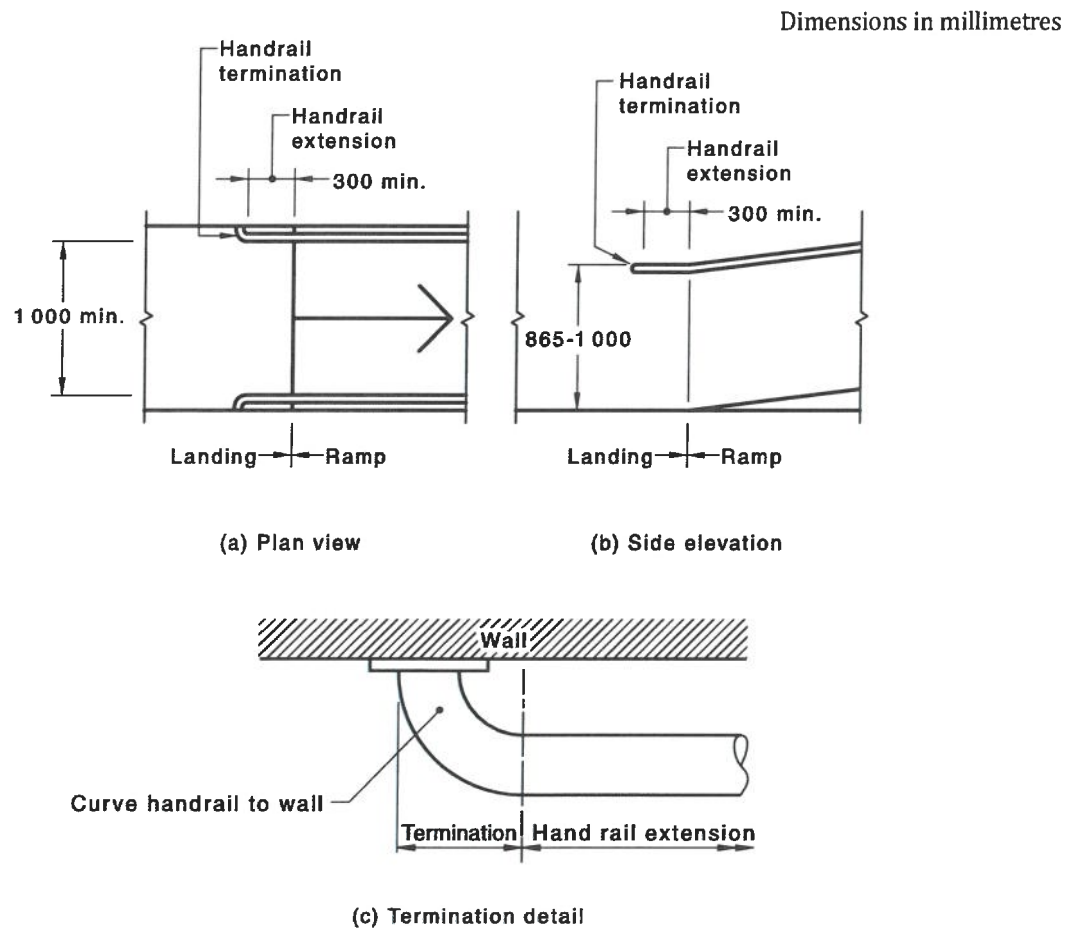 Dimensions in millimetres
Handrail
termination
Handrail
extension
300 min.
1 000 min.
Landing
Ramp
(a) Plan view
Handrail
termination
Handrail
extension
300 min.
865-1 000
Landing
Ramp
(b) Side elevation
Wall
Curve handrail to wall
Termination
Hand rail extension
(c) Termination detail